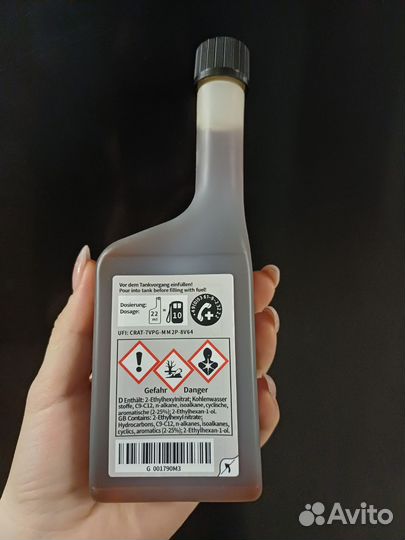 Vor dem Tankvorgang einfüllen!
Pour into tank before filling with fuel!
Dosierung:
Dosage:
22
ml
=
10
UFI: CRAT-7VPG-MM2P-8V64
Gefahr Danger
D Enthält: 2-Ethylhexylnitrat; Kohlenwasser
stoffe, C9-C12, n-alkane, isoalkane, cyclische,
aromatische (2-25%); 2-Ethylhexan-1-ol.
GB Contains: 2-Ethylhexyl nitrate;
Hydrocarbons, C9-C12, n-alkanes, isoalkanes,
cyclics, aromatics (2-25%); 2-Ethylhexan-1-ol.
G 001790M3
Avito